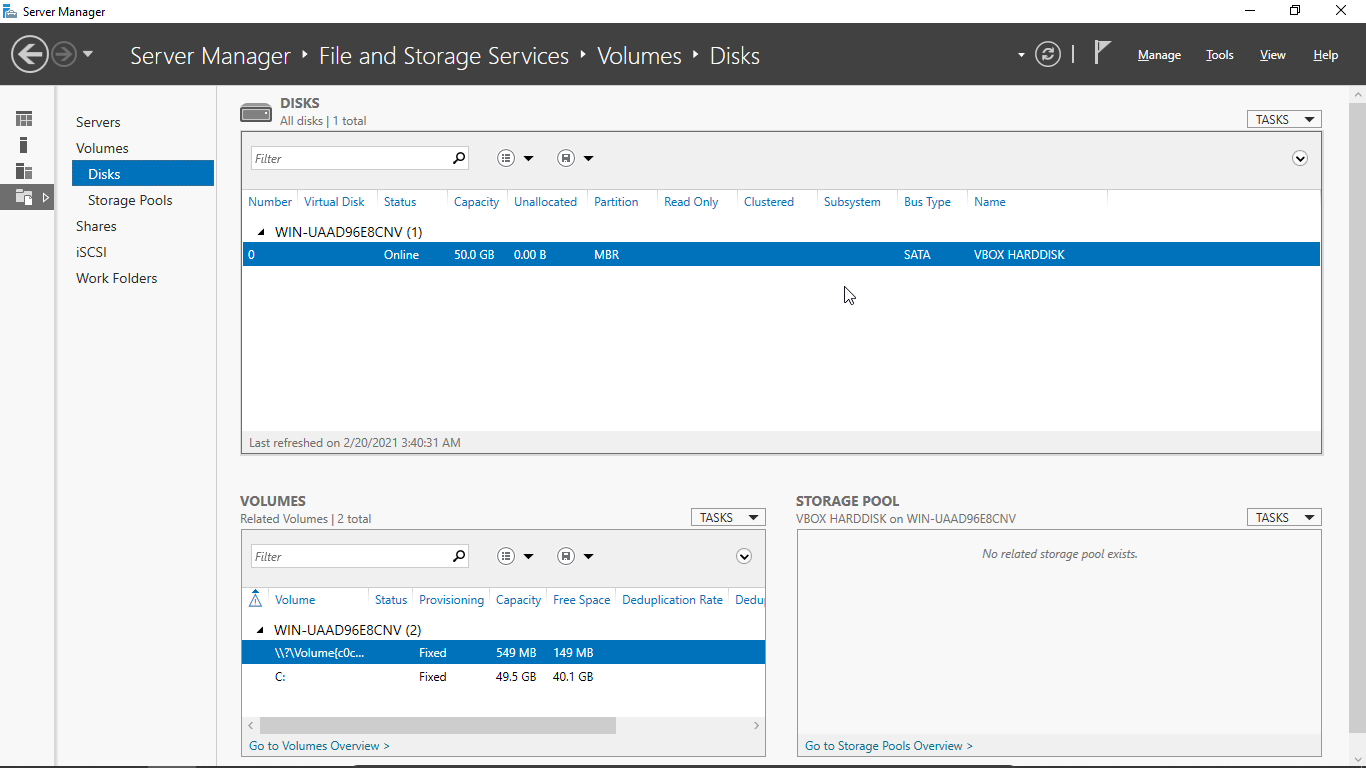 Server Manager
Server Manager ‣ File and Storage Services ‣ Volumes ‣ Disks
Manage Tools View Help
Servers
Volumes
Disks
Storage Pools
Shares
iSCSI
Work Folders
DISKS
All disks | 1 total
TASKS
Filter
Number Virtual Disk Status Capacity Unallocated Partition Read Only Clustered Subsystem Bus Type Name
WIN-UAAD96E8CNV (1)
0 Online 50.0 GB 0.00 B MBR SATA VBOX HARDDISK
Last refreshed on 2/20/2021 3:40:31 AM
VOLUMES
Related Volumes | 2 total
TASKS
Filter
Volume Status Provisioning Capacity Free Space Deduplication Rate Dedup
WIN-UAAD96E8CNV (2)
\\?\Volume{c0c... Fixed 549 MB 149 MB
C: Fixed 49.5 GB 40.1 GB
Go to Volumes Overview >
STORAGE POOL
VBOX HARDDISK on WIN-UAAD96E8CNV
TASKS
No related storage pool exists.
Go to Storage Pools Overview >